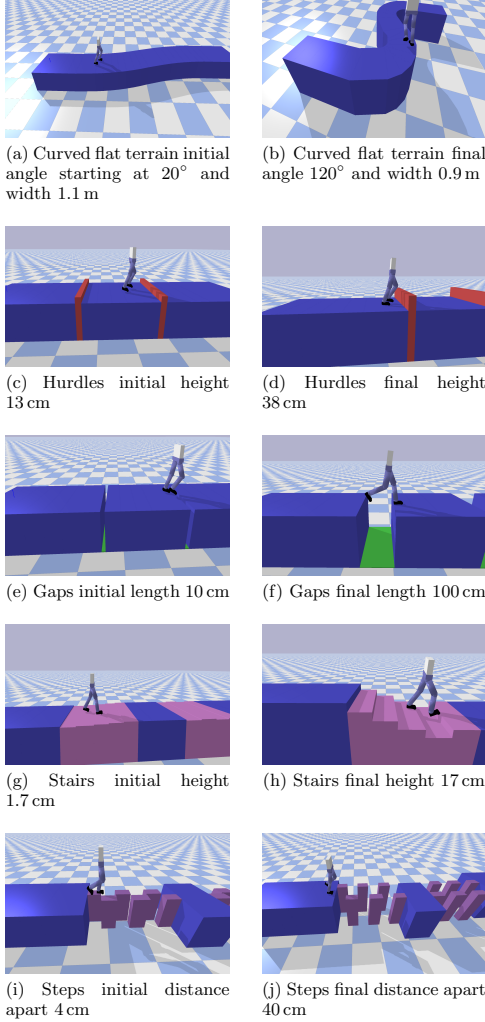 (a) Curved flat terrain initial
angle starting at 20° and
width 1.1 m
(b) Curved flat terrain final
angle 120° and width 0.9 m
(c) Hurdles initial height
13 cm
(d) Hurdles final height
38 cm
(e) Gaps initial length 10 cm
(f) Gaps final length 100 cm
(g) Stairs initial height
1.7 cm
(h) Stairs final height 17 cm
(i) Steps initial distance
apart 4 cm
(j) Steps final distance apart
40 cm